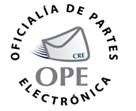 OFICIALÍA DE PARTES
CRE
OPE
ELECTRÓNICA